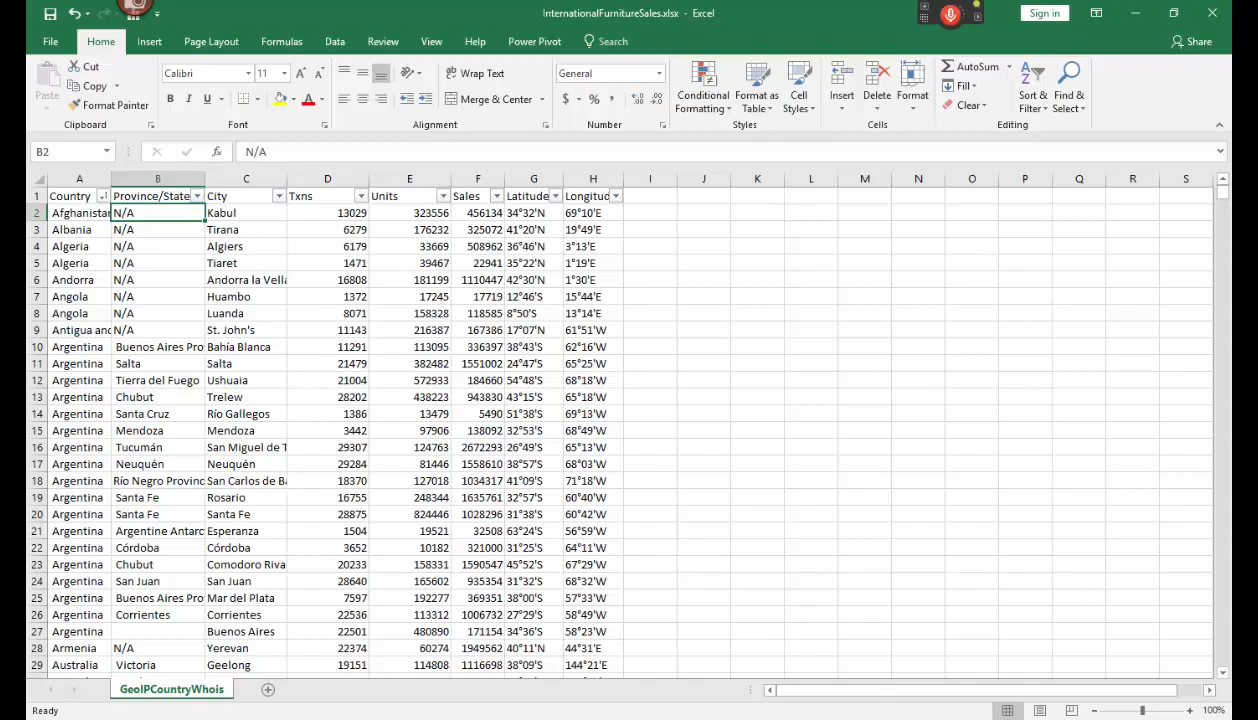 InternationalFurnitureSales.xlsx - Excel
Sign in
File Home Insert Page Layout Formulas Data Review View Help Power Pivot Search Share
Paste
Cut
Copy
Format Painter
Clipboard
Calibri 11
B I U
Font
Wrap Text
Merge & Center
Alignment
General
$ % ,
Number
Conditional Formatting
Format as Table
Cell Styles
Styles
Insert Delete Format
Cells
AutoSum
Fill
Clear
Sort & Filter
Find & Select
Editing
B2 fx N/A
A B C D E F G H I J K L M N O P Q R S
1 Country Province/State City Txns Units Sales Latitude Longitud
2 Afghanistan N/A Kabul 13029 323556 456134 34°32'N 69°10'E
3 Albania N/A Tirana 6279 176232 325072 41°20'N 19°49'E
4 Algeria N/A Algiers 6179 33669 508962 36°46'N 3°13'E
5 Algeria N/A Tiaret 1471 39467 22941 35°22'N 1°19'E
6 Andorra N/A Andorra la Vella 16808 181199 1110447 42°30'N 1°30'E
7 Angola N/A Huambo 1372 17245 17719 12°46'S 15°44'E
8 Angola N/A Luanda 8071 158328 118585 8°50'S 13°14'E
9 Antigua and N/A St. John's 11143 216387 167386 17°07'N 61°51'W
10 Argentina Buenos Aires Pro Bahía Blanca 11291 113095 336397 38°43'S 62°16'W
11 Argentina Salta Salta 21479 382482 1551002 24°47'S 65°25'W
12 Argentina Tierra del Fuego Ushuaia 21004 572933 184660 54°48'S 68°18'W
13 Argentina Chubut Trelew 28202 438223 943830 43°15'S 65°18'W
14 Argentina Santa Cruz Río Gallegos 1386 13479 5490 51°38'S 69°13'W
15 Argentina Mendoza Mendoza 3442 97906 138092 32°53'S 68°49'W
16 Argentina Tucumán San Miguel de T 29307 124763 2672293 26°49'S 65°13'W
17 Argentina Neuquén Neuquén 29284 81446 1558610 38°57'S 68°03'W
18 Argentina Río Negro Provinc San Carlos de Ba 18370 127018 1034317 41°09'S 71°18'W
19 Argentina Santa Fe Rosario 16755 248344 1635761 32°57'S 60°40'W
20 Argentina Santa Fe 28875 824446 1028296 31°38'S 60°42'W
21 Argentina Argentine Antarc Esperanza 1504 19521 32508 63°24'S 56°59'W
22 Argentina Córdoba Córdoba 3652 10182 321000 31°25'S 64°11'W
23 Argentina Chubut Comodoro Riva 20233 158331 1590547 45°52'S 67°29'W
24 Argentina San Juan San Juan 28640 165602 935354 31°32'S 68°32'W
25 Argentina Buenos Aires Pro Mar del Plata 7597 192277 369351 38°00'S 57°33'W
26 Argentina Corrientes Corrientes 22536 113312 1006732 27°29'S 58°49'W
27 Argentina Buenos Aires 22501 480890 171154 34°36'S 58°23'W
28 Armenia N/A Yerevan 22374 60274 1949562 40°11'N 44°31'E
29 Australia Victoria Geelong 19151 114808 1116698 38°09'S 144°21'E
GeoIPCountryWhois
Ready 100%